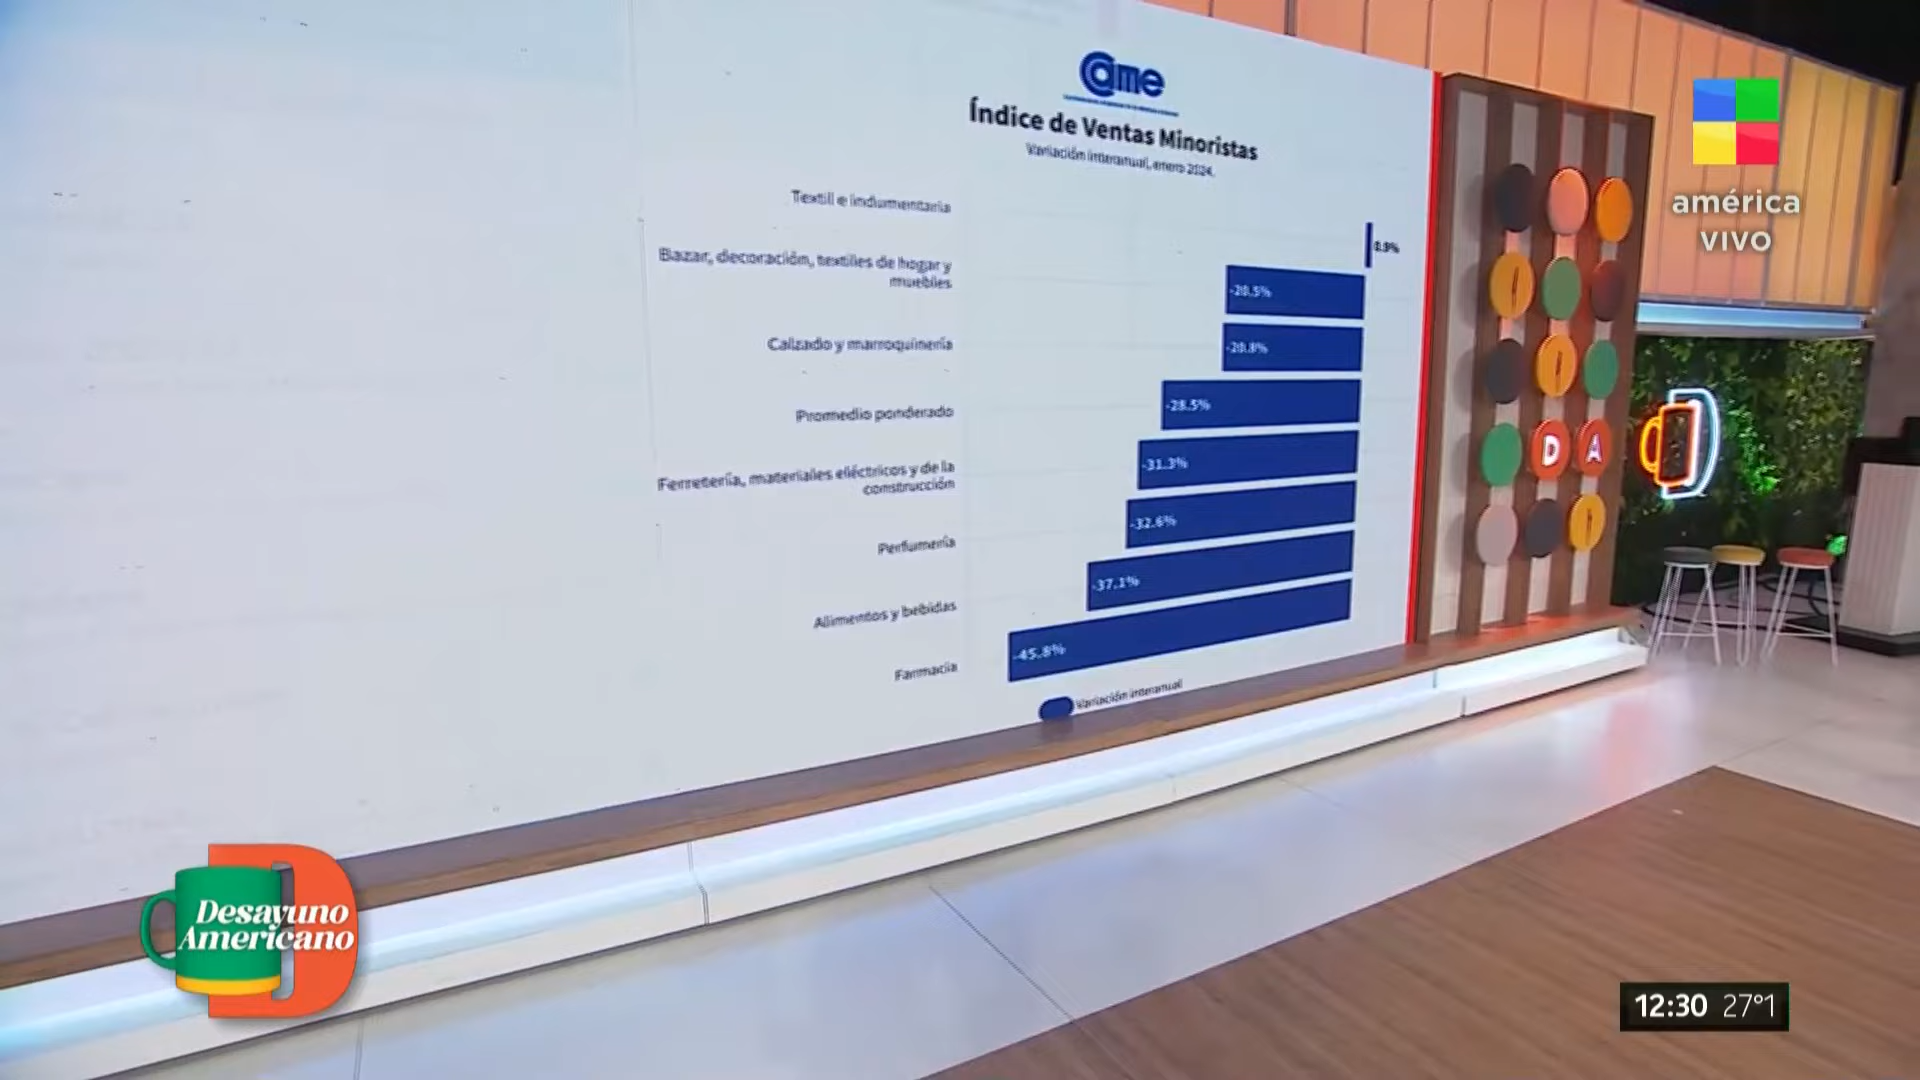 came
Índice de Ventas Minoristas
Variación interanual, enero 2024.
Textil e indumentaria
0.9%
Bazar, decoración, textiles de hogar y
muebles
-20.5%
Calzado y marroquinería
-20.8%
Promedio ponderado
-28.5%
Ferretería, materiales eléctricos y de la
construcción
-31.3%
Perfumería
-32.6%
Alimentos y bebidas
-37.1%
Farmacia
-45.8%
Variación interanual
américa
VIVO
D A
Desayuno
Americano
12:30 27°1